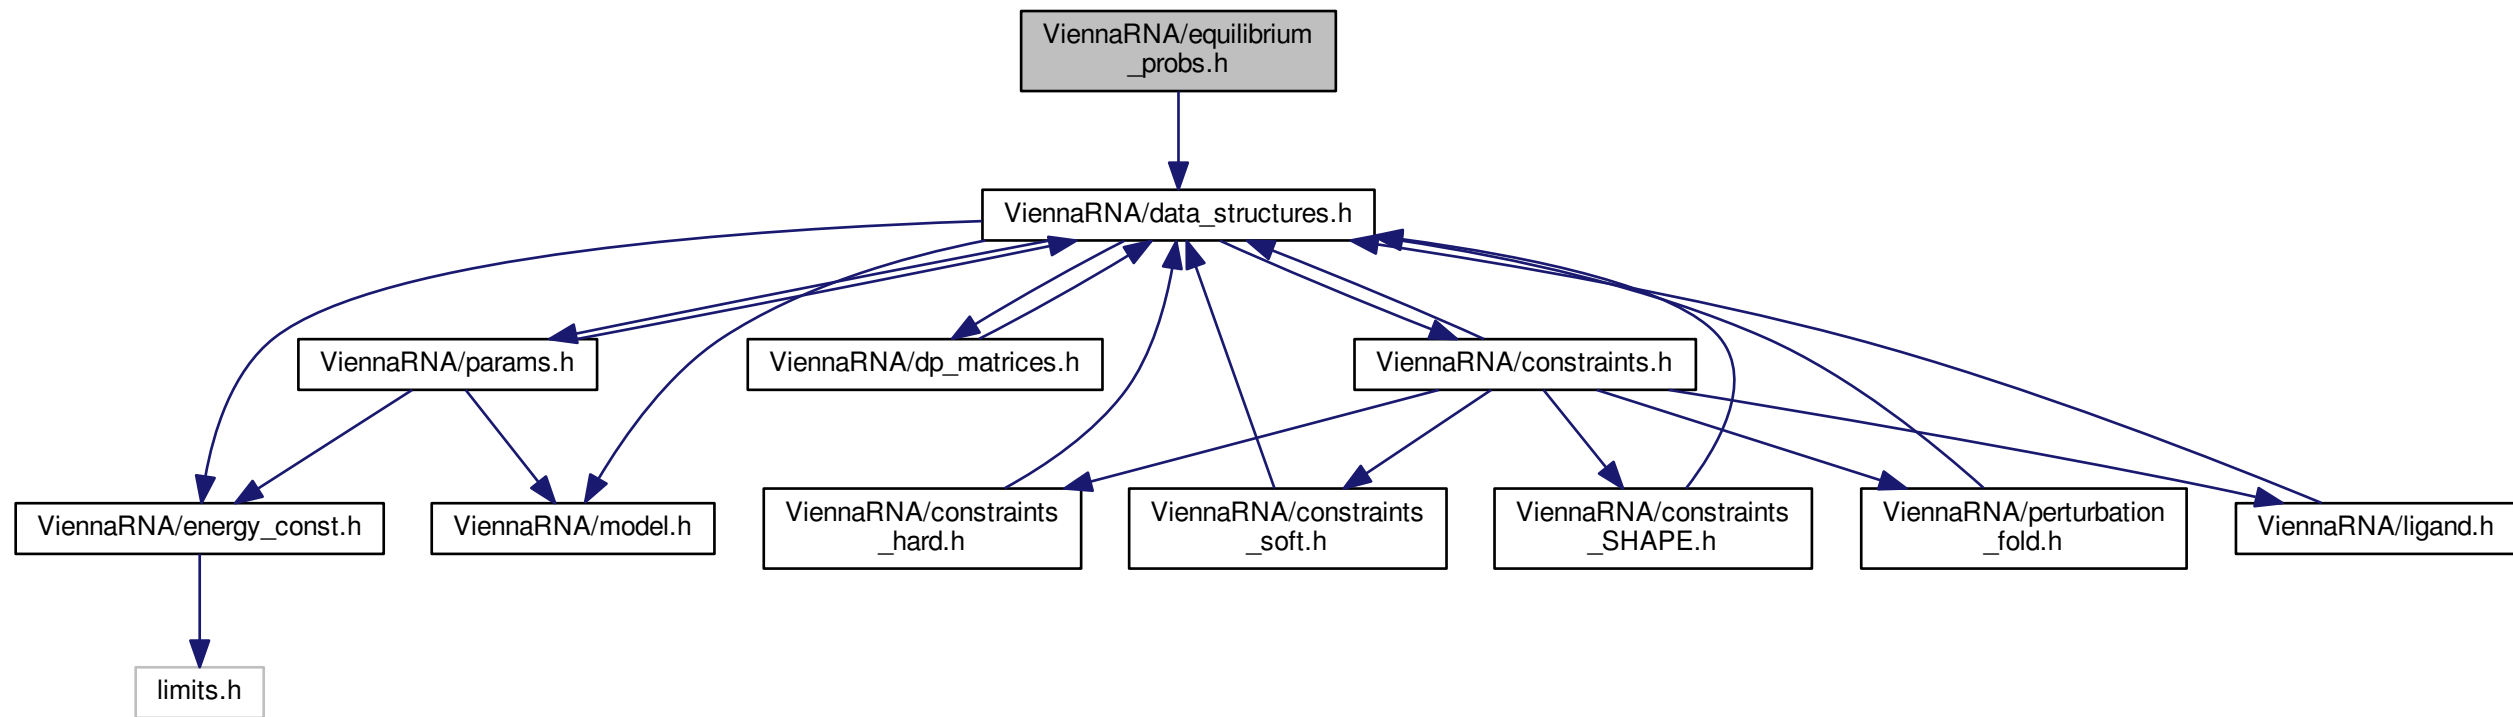 ViennaRNA/equilibrium
_probs.h
ViennaRNA/data_structures.h
ViennaRNA/params.h
ViennaRNA/dp_matrices.h
ViennaRNA/constraints.h
ViennaRNA/energy_const.h
ViennaRNA/model.h
ViennaRNA/constraints
_hard.h
ViennaRNA/constraints
_soft.h
ViennaRNA/constraints
_SHAPE.h
ViennaRNA/perturbation
_fold.h
ViennaRNA/ligand.h
limits.h